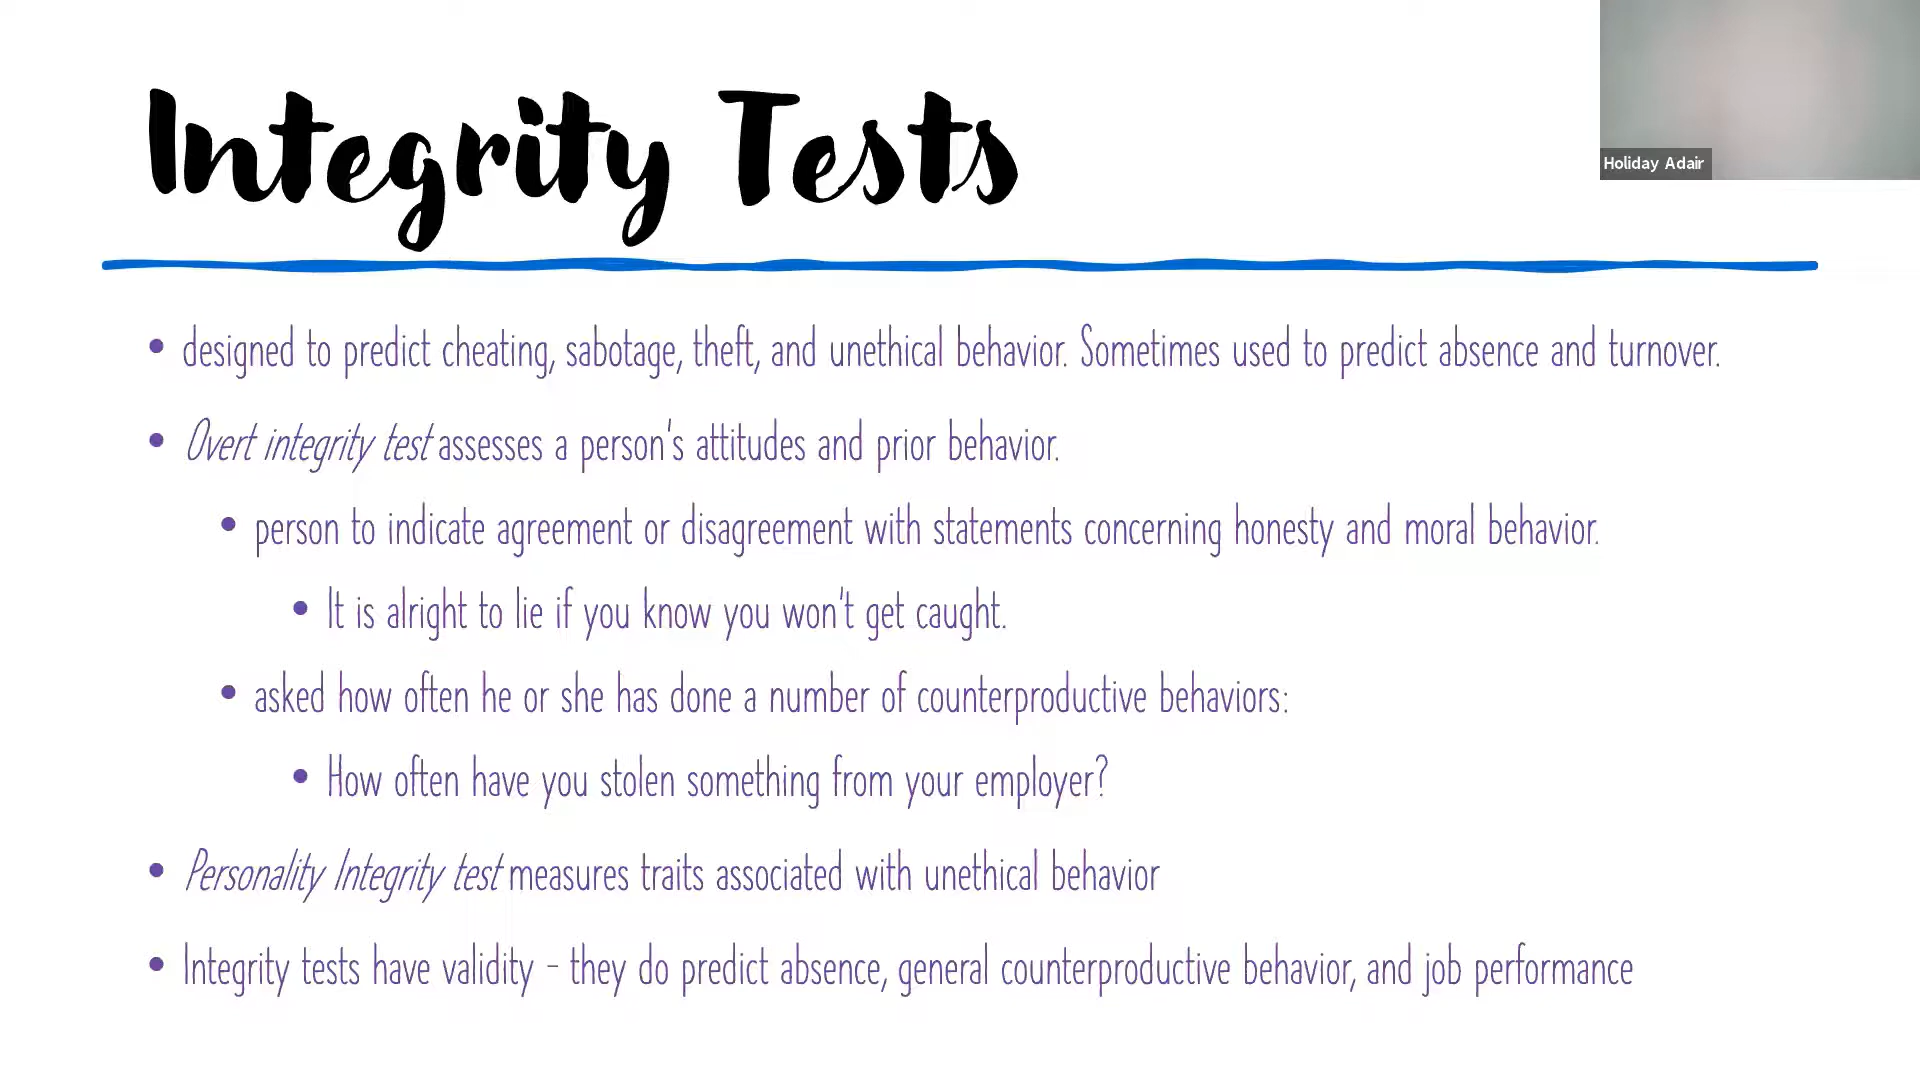 Integrity Tests
Holiday Adair
• designed to predict cheating, sabotage, theft, and unethical behavior. Sometimes used to predict absence and turnover.
• Overt integrity test assesses a person's attitudes and prior behavior.
• person to indicate agreement or disagreement with statements concerning honesty and moral behavior.
• It is alright to lie if you know you won't get caught.
• asked how often he or she has done a number of counterproductive behaviors:
• How often have you stolen something from your employer?
• Personality Integrity test measures traits associated with unethical behavior
• Integrity tests have validity - they do predict absence, general counterproductive behavior, and job performance